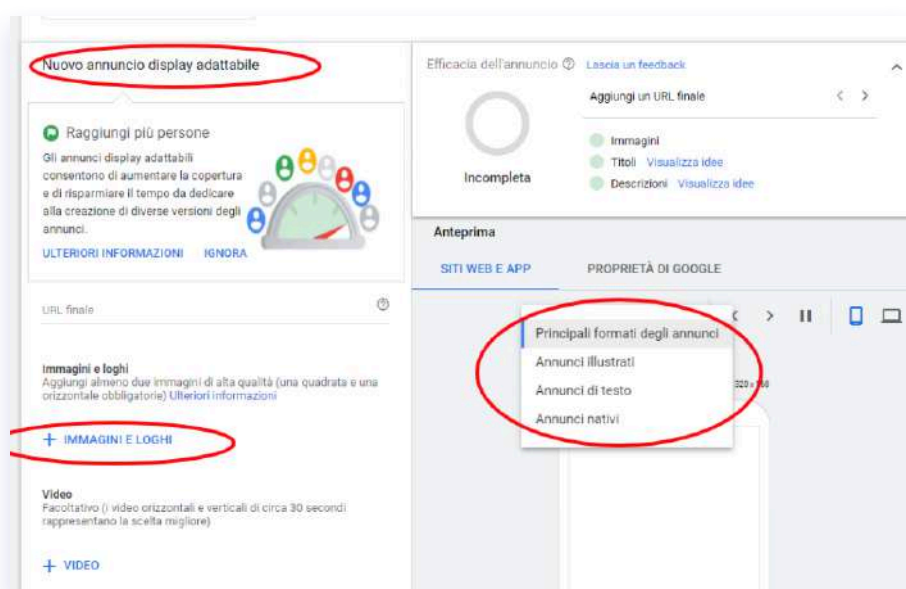 Nuovo annuncio display adattabile
Raggiungi più persone
Gli annunci display adattabili
consentono di aumentare la copertura
e di risparmiare il tempo da dedicare
alla creazione di diverse versioni degli
annunci.
ULTERIORI INFORMAZIONI IGNORA
URL finale
Immagini e loghi
Aggiungi almeno due immagini di alta qualità (una quadrata e una
orizzontale obbligatorie) Ulteriori informazioni
+ IMMAGINI E LOGHI
Video
Facoltativo (i video orizzontali e verticali di circa 30 secondi
rappresentano la scelta migliore)
+ VIDEO
Efficacia dell'annuncio Lascia un feedback
Aggiungi un URL finale
Incompleta
Immagini
Titoli Visualizza idee
Descrizioni Visualizza idee
Anteprima
SITI WEB E APP PROPRIETÀ DI GOOGLE
Principali formati degli annunci
Annunci illustrati
Annunci di testo
Annunci nativi